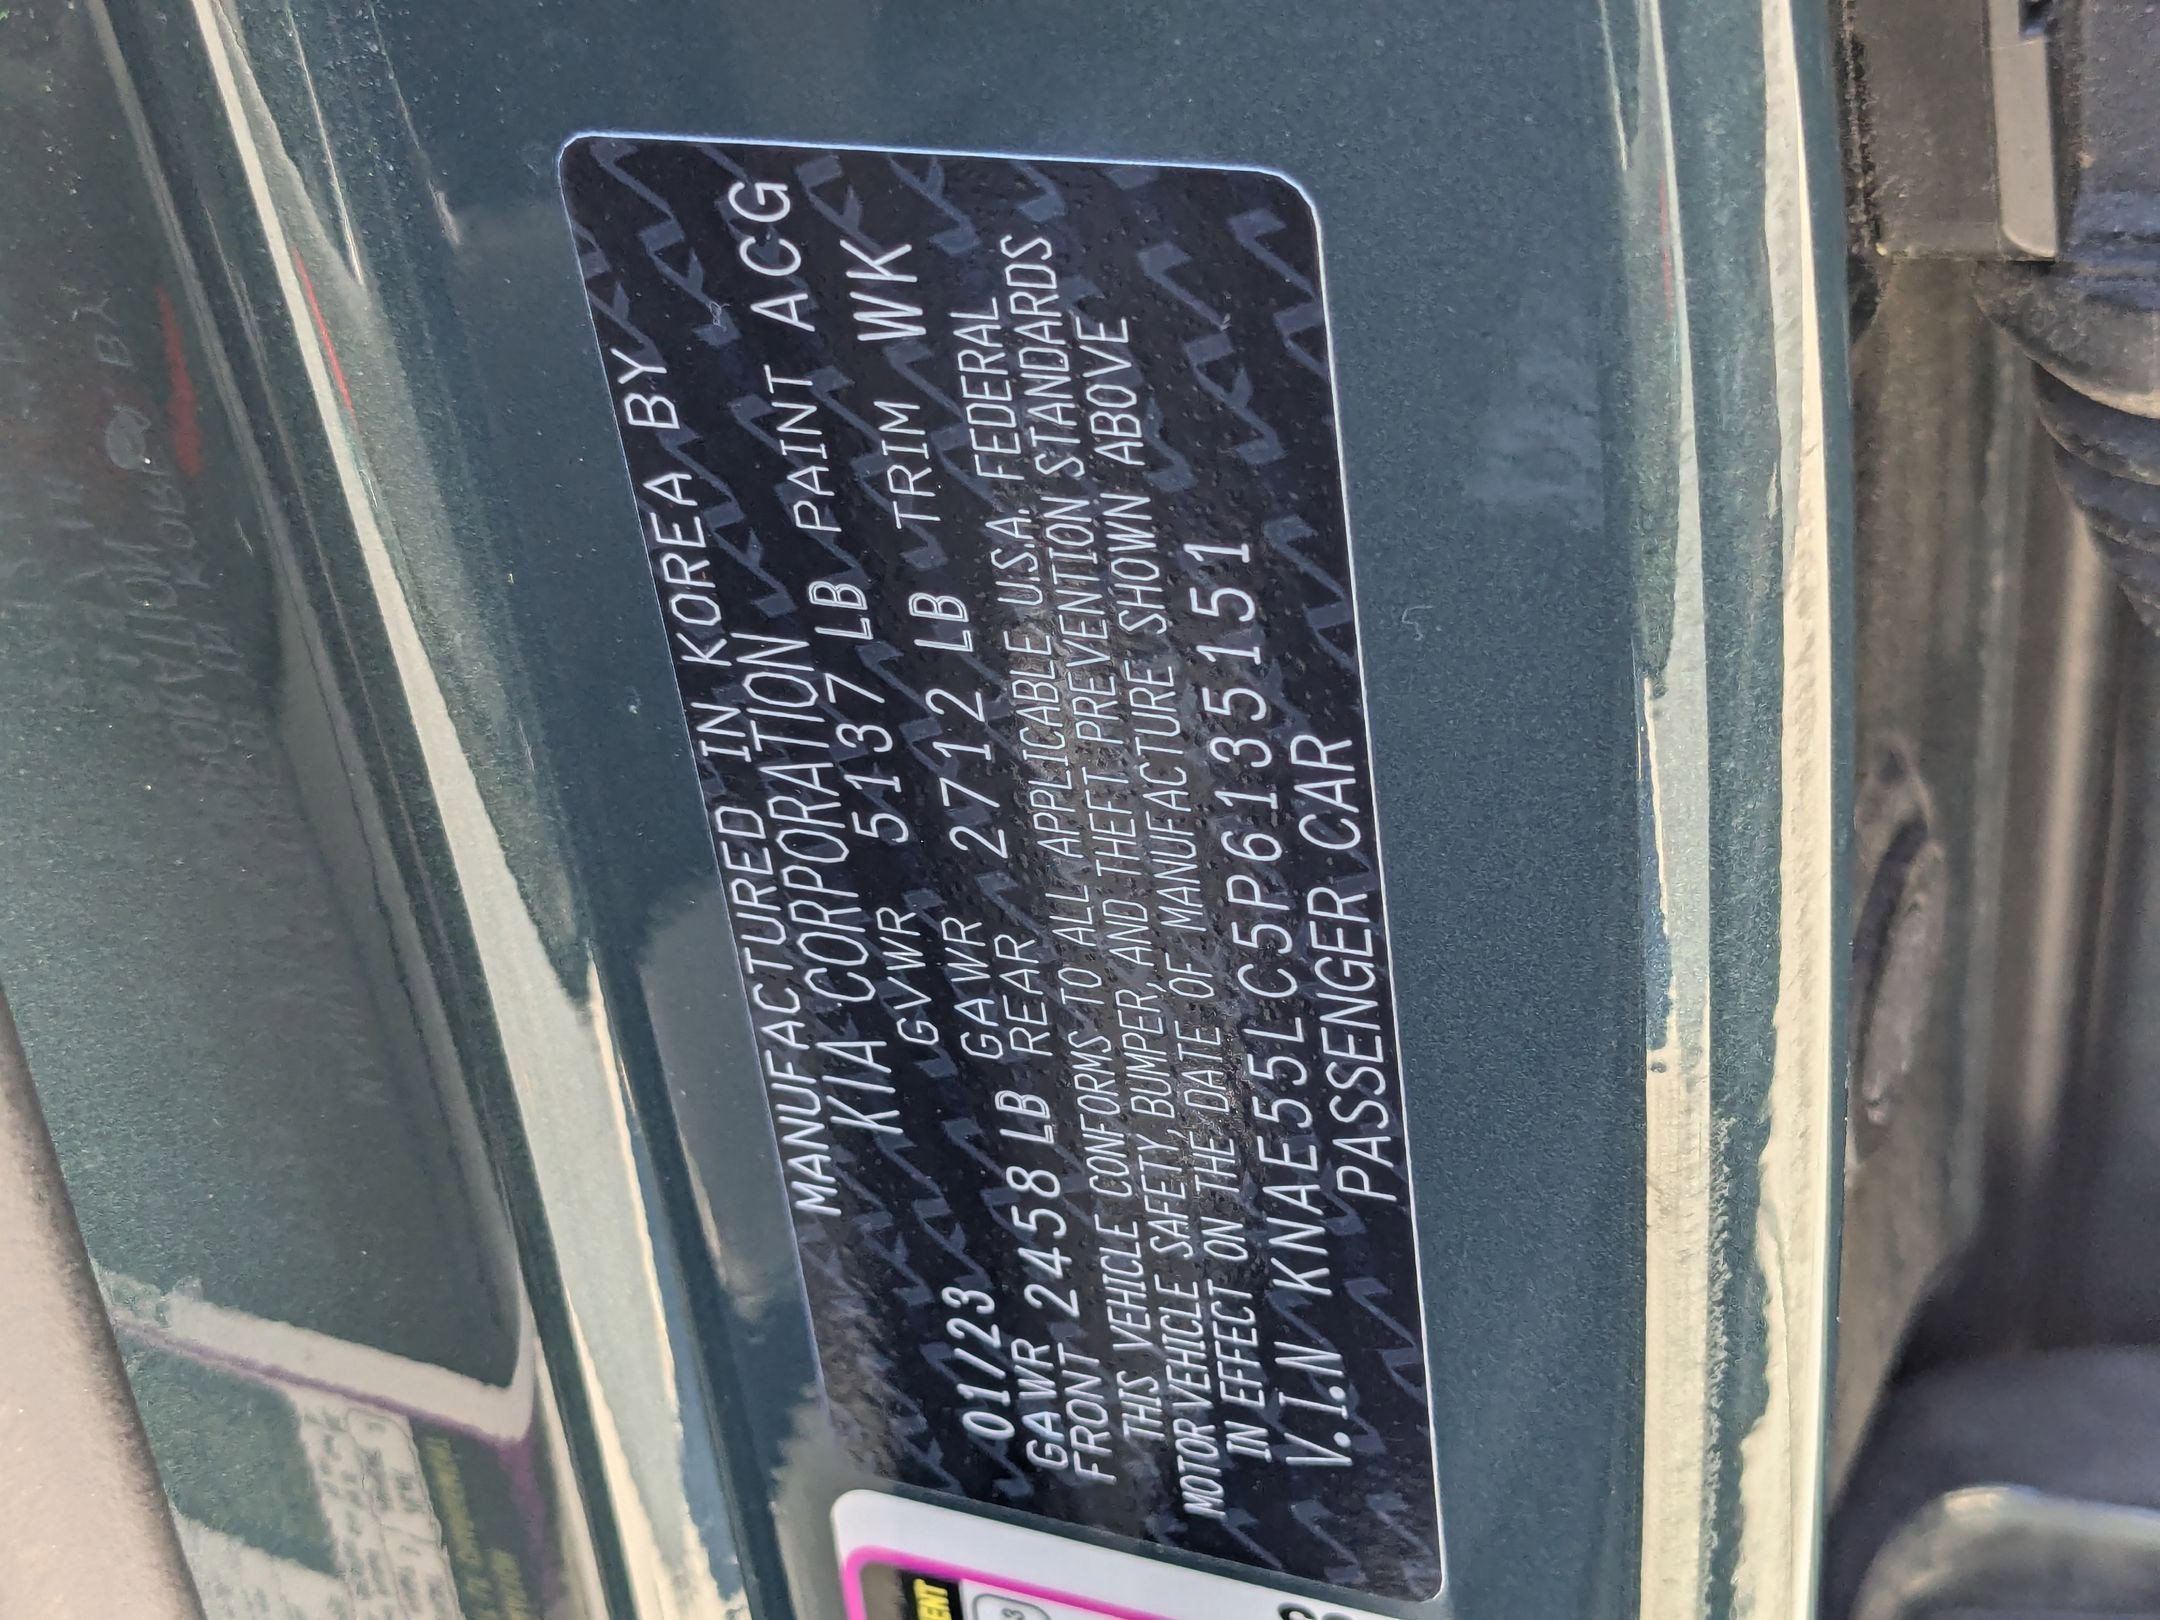 MANUFACTURED IN KOREA BY
KIA CORPORATION
01/23 GVWR 5137 LB PAINT ACG
GAWR GAWR
FRONT 2458 LB REAR 2712 LB TRIM WK
THIS VEHICLE CONFORMS TO ALL APPLICABLE U.S.A. FEDERAL
MOTOR VEHICLE SAFETY, BUMPER, AND THEFT PREVENTION STANDARDS
IN EFFECT ON THE DATE OF MANUFACTURE SHOWN ABOVE
V.I.N KNAE55LC5P6135151
PASSENGER CAR